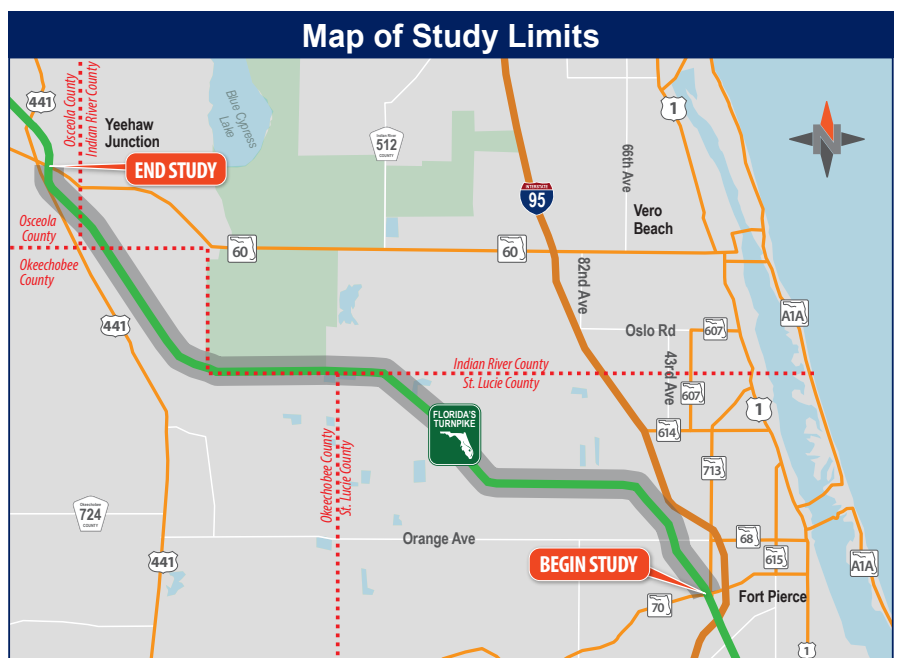 Map of Study Limits
441
Yeehaw
Junction
Osceola County
Indian River County
END STUDY
Blue Cypress
Lake
Indian River
512
COUNTY
INTERSTATE
95
66th Ave
1
N
Vero
Beach
Osceola
County
Okeechobee
County
60
60
82nd Ave
A1A
441
Oslo Rd
607
43rd Ave
Indian River County
St. Lucie County
607
1
FLORIDA'S
TURNPIKE
614
713
Okeechobee County
St. Lucie County
Okeechobee
724
COUNTY
Orange Ave
68
441
BEGIN STUDY
615
A1A
70
Fort Pierce
1